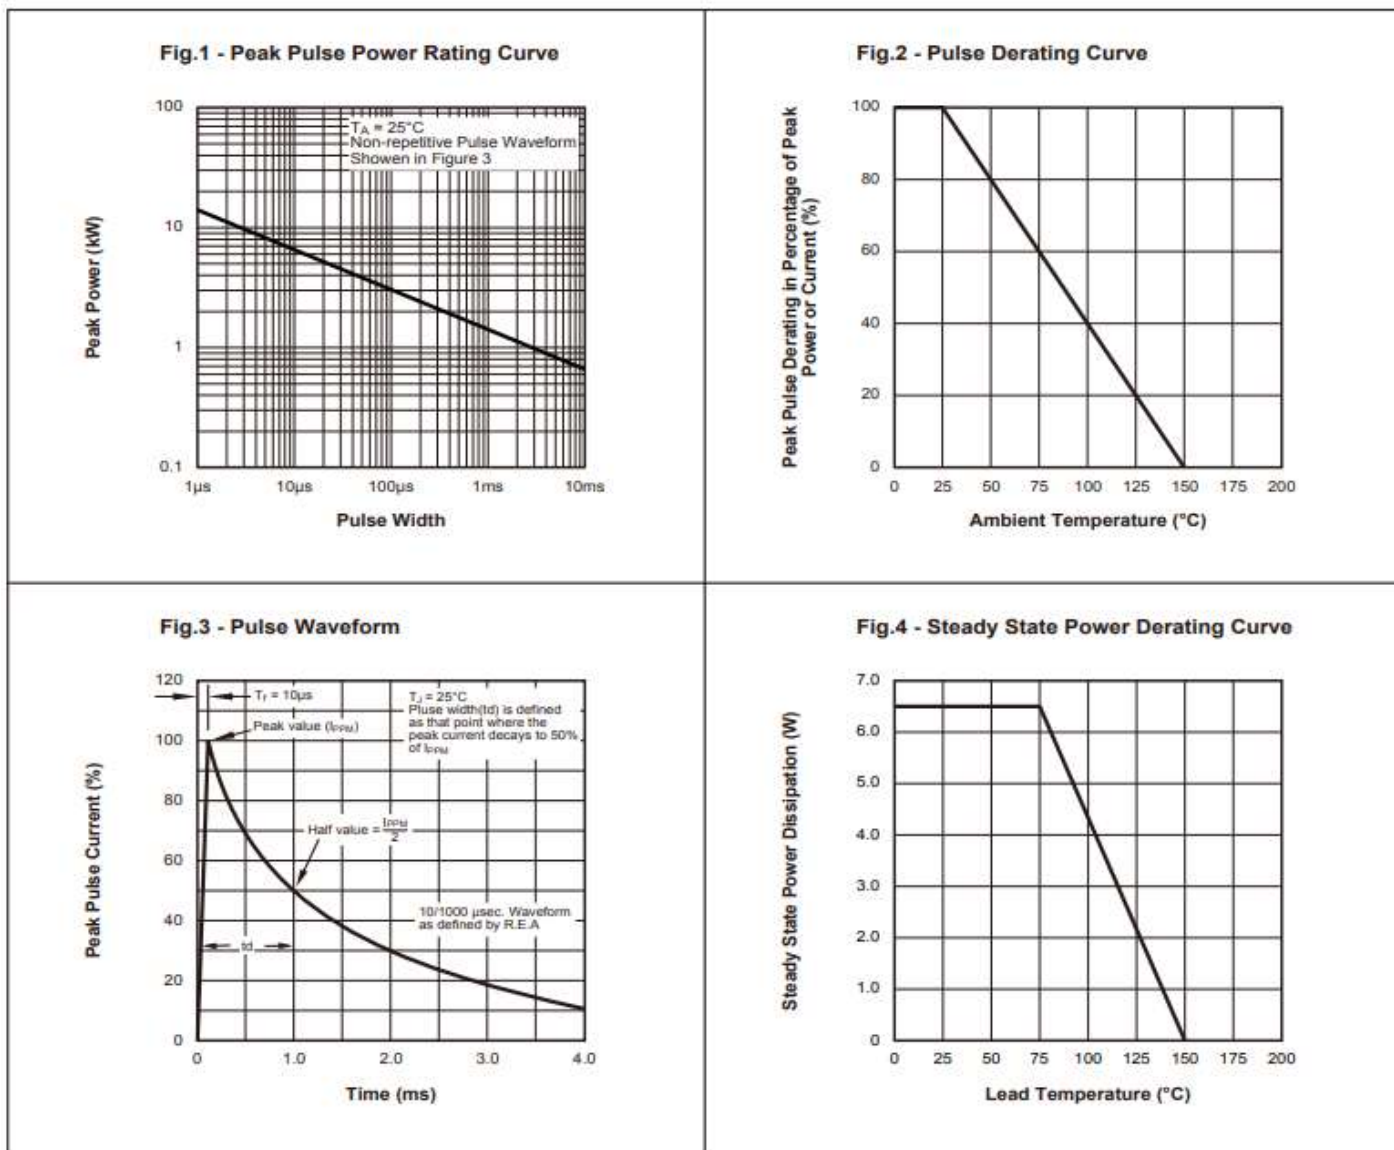 Fig.1 - Peak Pulse Power Rating Curve
Peak Power (kW)
100
10
1
0.1
TA = 25°C
Non-repetitive Pulse Waveform
Showen in Figure 3
1µs 10µs 100µs 1ms 10ms
Pulse Width
Fig.2 - Pulse Derating Curve
Peak Pulse Derating in Percentage of Peak
Power or Current (%)
100
80
60
40
20
0
0 25 50 75 100 125 150 175 200
Ambient Temperature (°C)
Fig.3 - Pulse Waveform
Peak Pulse Current (%)
120
100
80
60
40
20
0
Tr = 10µs
Peak value (IPPM)
TJ = 25°C
Pluse width(td) is defined
as that point where the
peak current decays to 50%
of IPPM
Half value = IPPM
2
10/1000 µsec. Waveform
as defined by R.E.A
td
0 1.0 2.0 3.0 4.0
Time (ms)
Fig.4 - Steady State Power Derating Curve
Steady State Power Dissipation (W)
7.0
6.0
5.0
4.0
3.0
2.0
1.0
0
0 25 50 75 100 125 150 175 200
Lead Temperature (°C)